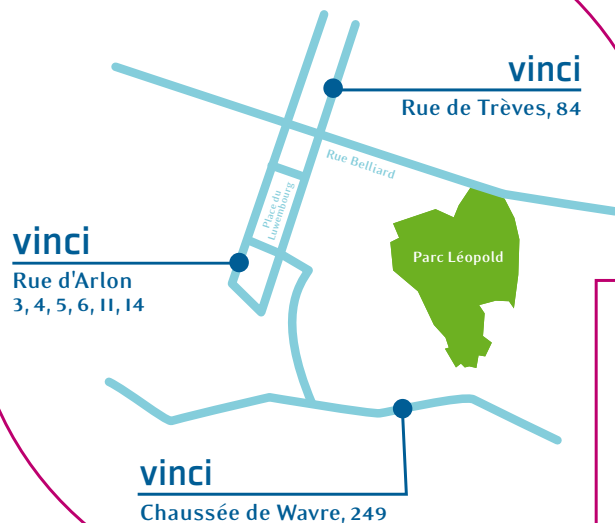 vinci
Rue de Trèves, 84
Rue Belliard
Place du
Luwembourg
Parc Léopold
vinci
Rue d'Arlon
3, 4, 5, 6, 11, 14
vinci
Chaussée de Wavre, 249